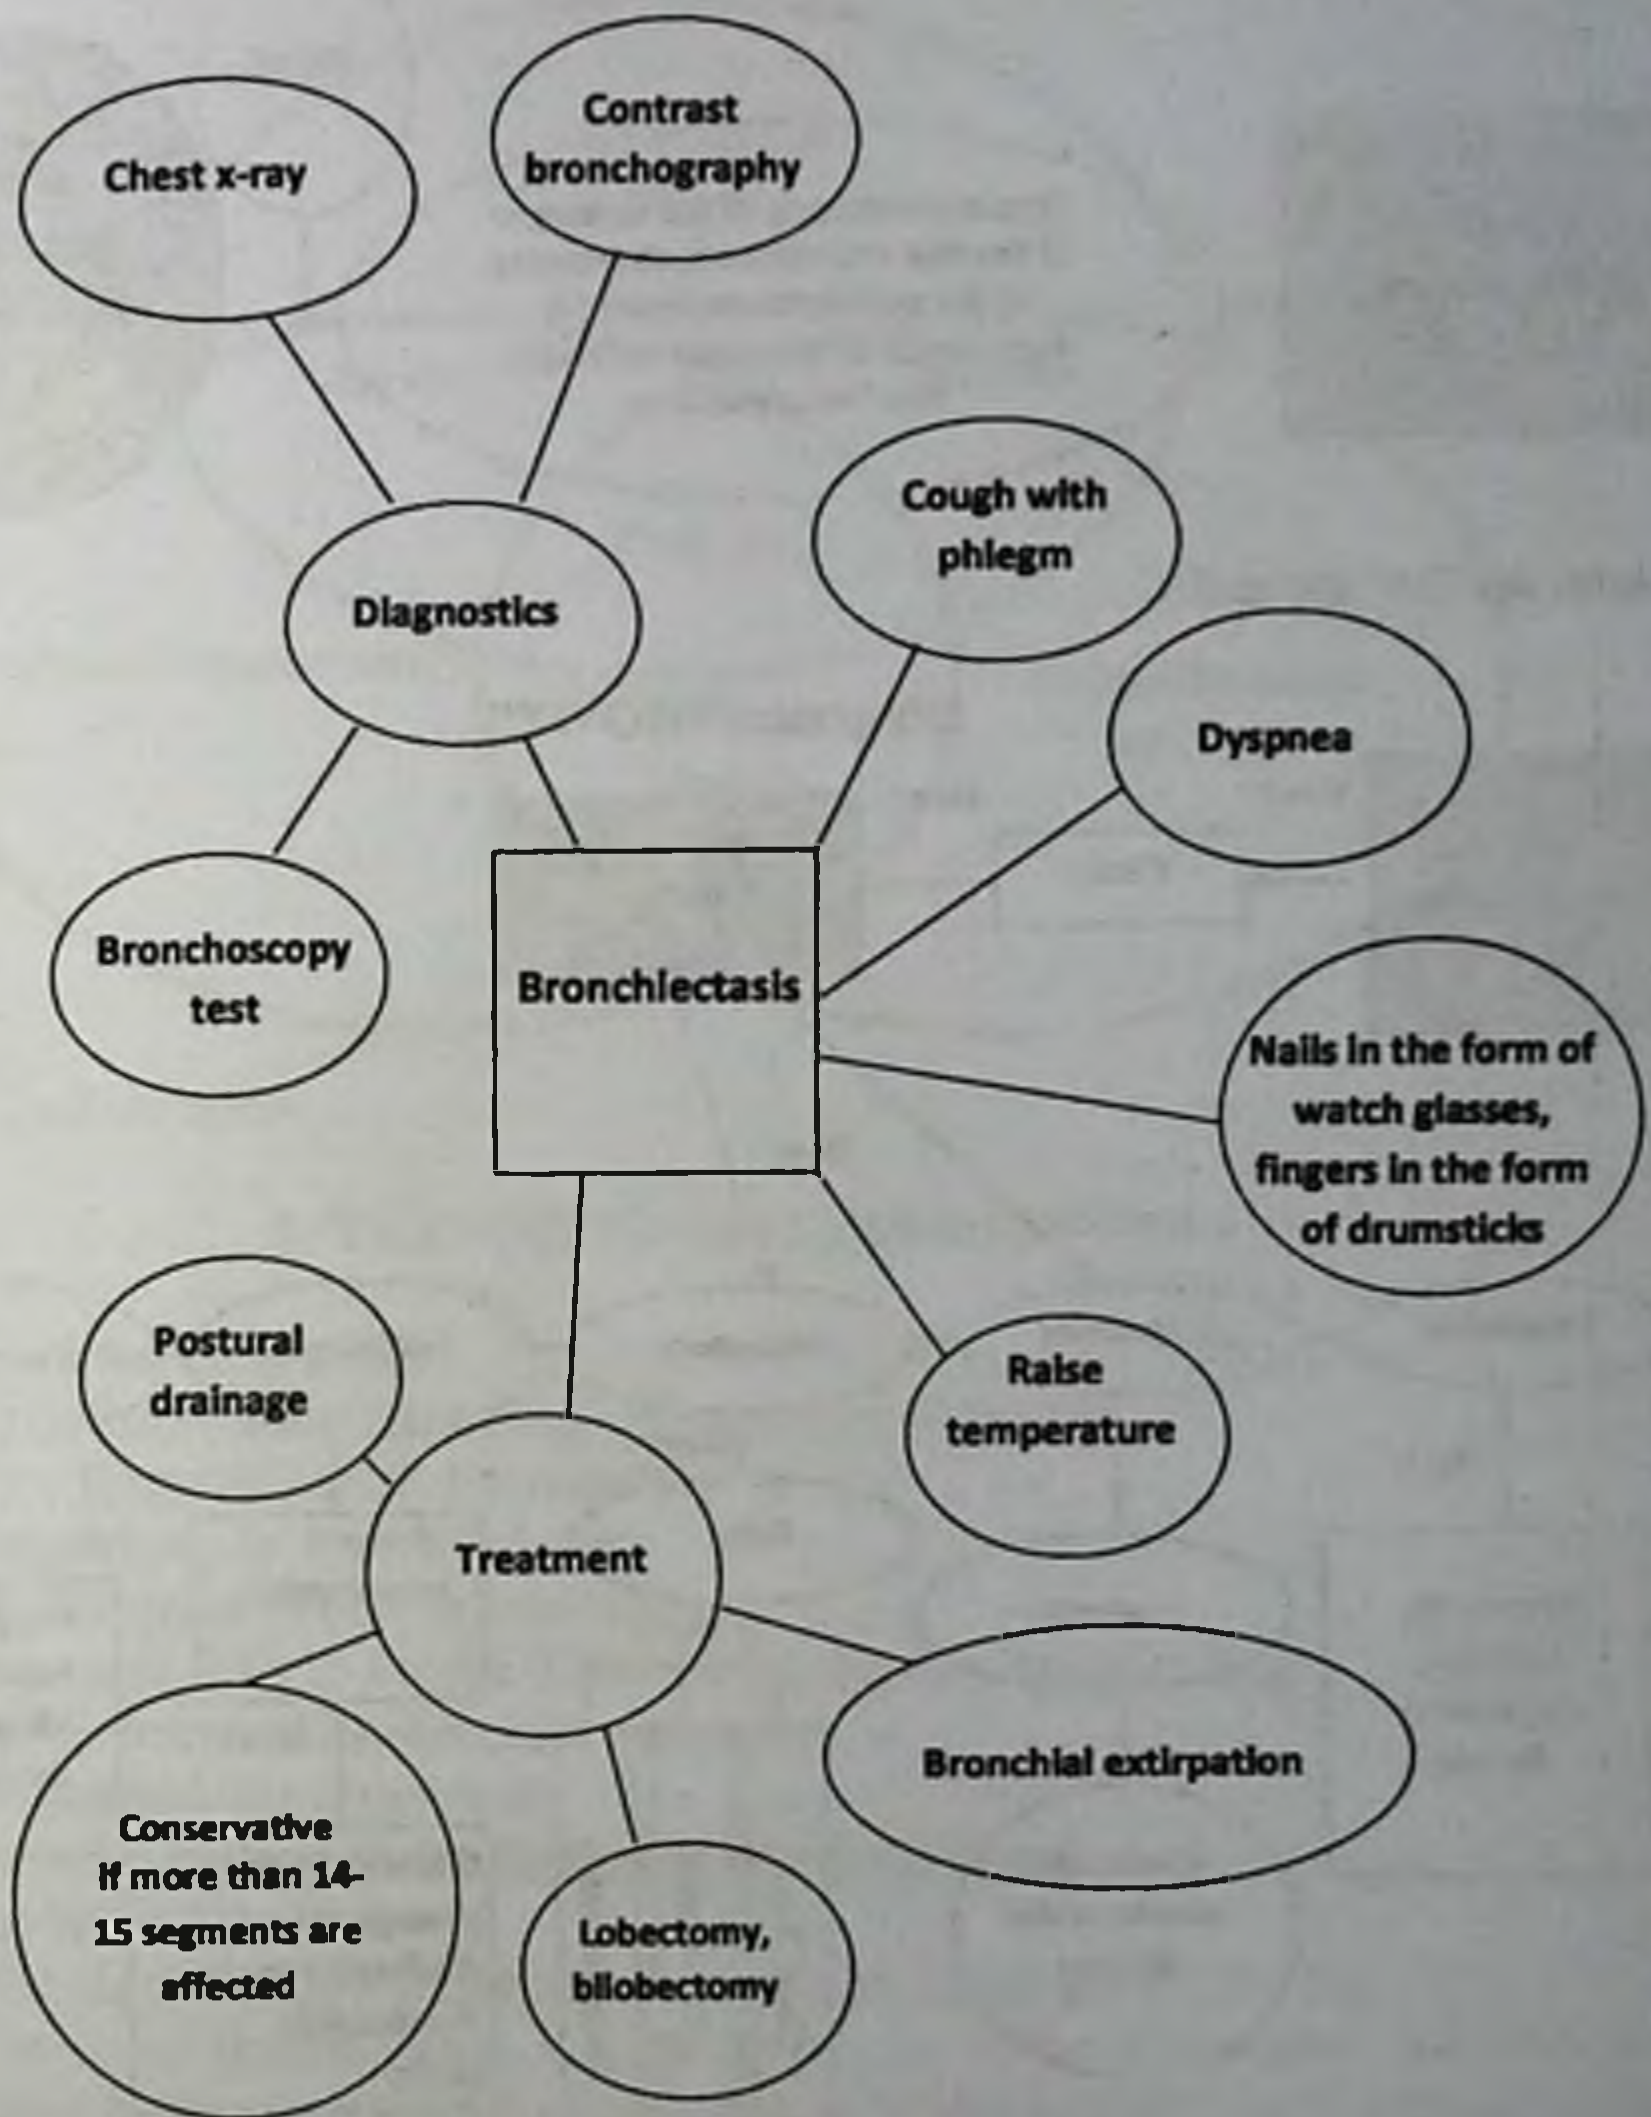 Contrast
bronchography
Chest x-ray
Cough with
phlegm
Diagnostics
Dyspnea
Bronchoscopy
test
Bronchiectasis
Nails in the form of
watch glasses,
fingers in the form
of drumsticks
Postural
drainage
Raise
temperature
Treatment
Bronchial extirpation
Conservative
If more than 14-
15 segments are
affected
Lobectomy,
bilobectomy